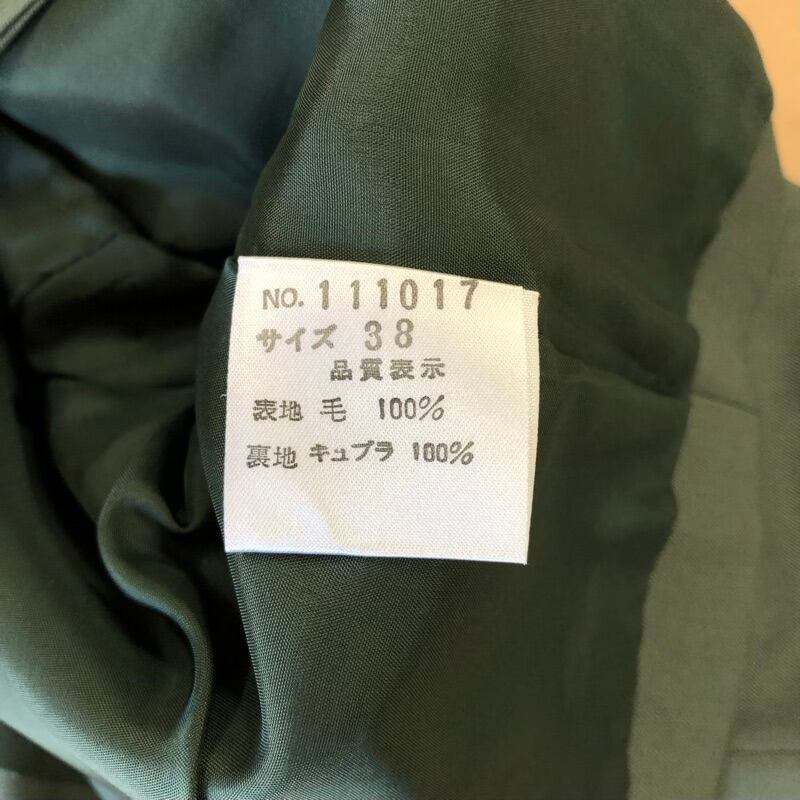 NO. 111017
サイズ 38
品質表示
表地 毛 100%
裏地 キュプラ 100%